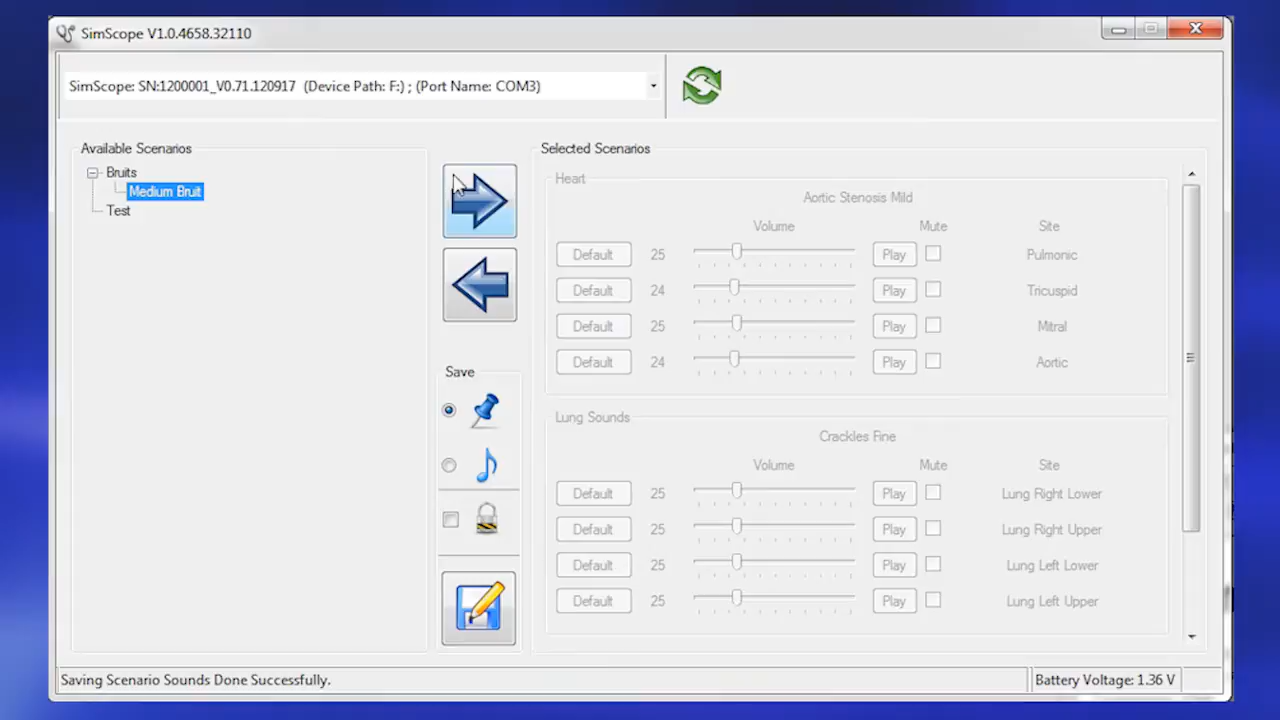 SimScope V1.0.4658.32110
SimScope: SN:1200001_V0.71.120917 (Device Path: F:) ; (Port Name: COM3)
Available Scenarios
Bruits
Medium Bruit
Test
Save
Selected Scenarios
Heart
Aortic Stenosis Mild
Volume Mute Site
Default 25 Play Pulmonic
Default 24 Play Tricuspid
Default 25 Play Mitral
Default 24 Play Aortic
Lung Sounds
Crackles Fine
Volume Mute Site
Default 25 Play Lung Right Lower
Default 25 Play Lung Right Upper
Default 25 Play Lung Left Lower
Default 25 Play Lung Left Upper
Saving Scenario Sounds Done Successfully.
Battery Voltage: 1.36 V